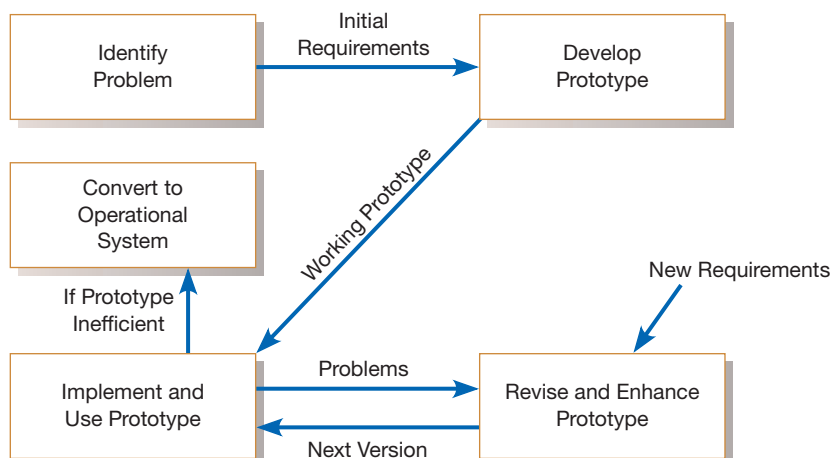 Identify
Problem
Initial
Requirements
Develop
Prototype
Convert to
Operational
System
Working Prototype
New Requirements
If Prototype
Inefficient
Implement and
Use Prototype
Problems
Next Version
Revise and Enhance
Prototype